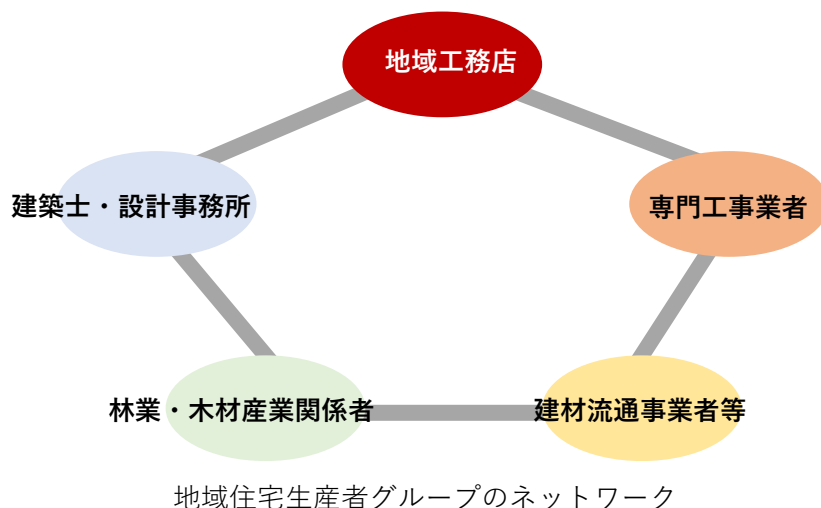 地域工務店
建築士・設計事務所
専門工事業者
林業・木材産業関係者
建材流通事業者等
地域住宅生産者グループのネットワーク